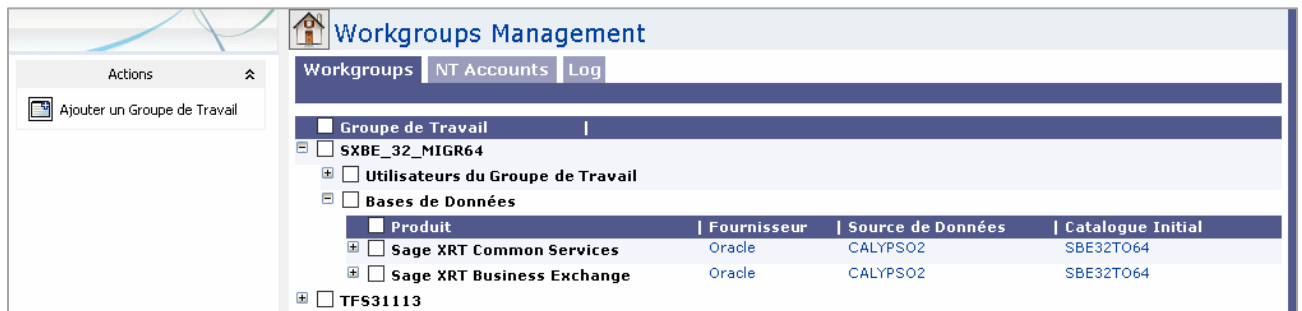 Workgroups Management
Actions
Ajouter un Groupe de Travail
Workgroups NT Accounts Log
Groupe de Travail |
SXBE_32_MIGR64
Utilisateurs du Groupe de Travail
Bases de Données
Produit | Fournisseur | Source de Données | Catalogue Initial
Sage XRT Common Services Oracle CALYPSO2 SBE32TO64
Sage XRT Business Exchange Oracle CALYPSO2 SBE32TO64
TFS31113